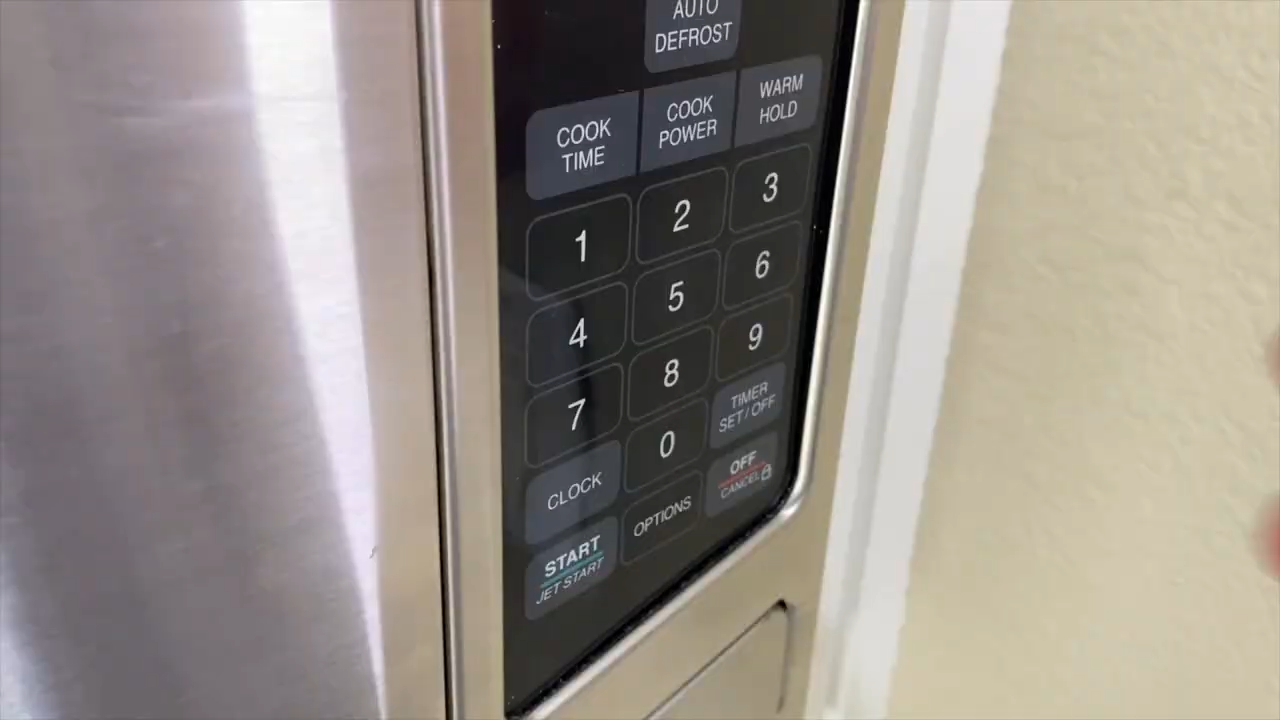 AUTO
DEFROST
COOK
TIME
COOK
POWER
WARM
HOLD
1
2
3
4
5
6
7
8
9
CLOCK
0
TIMER
SET / OFF
START
JET START
OPTIONS
OFF
CANCEL